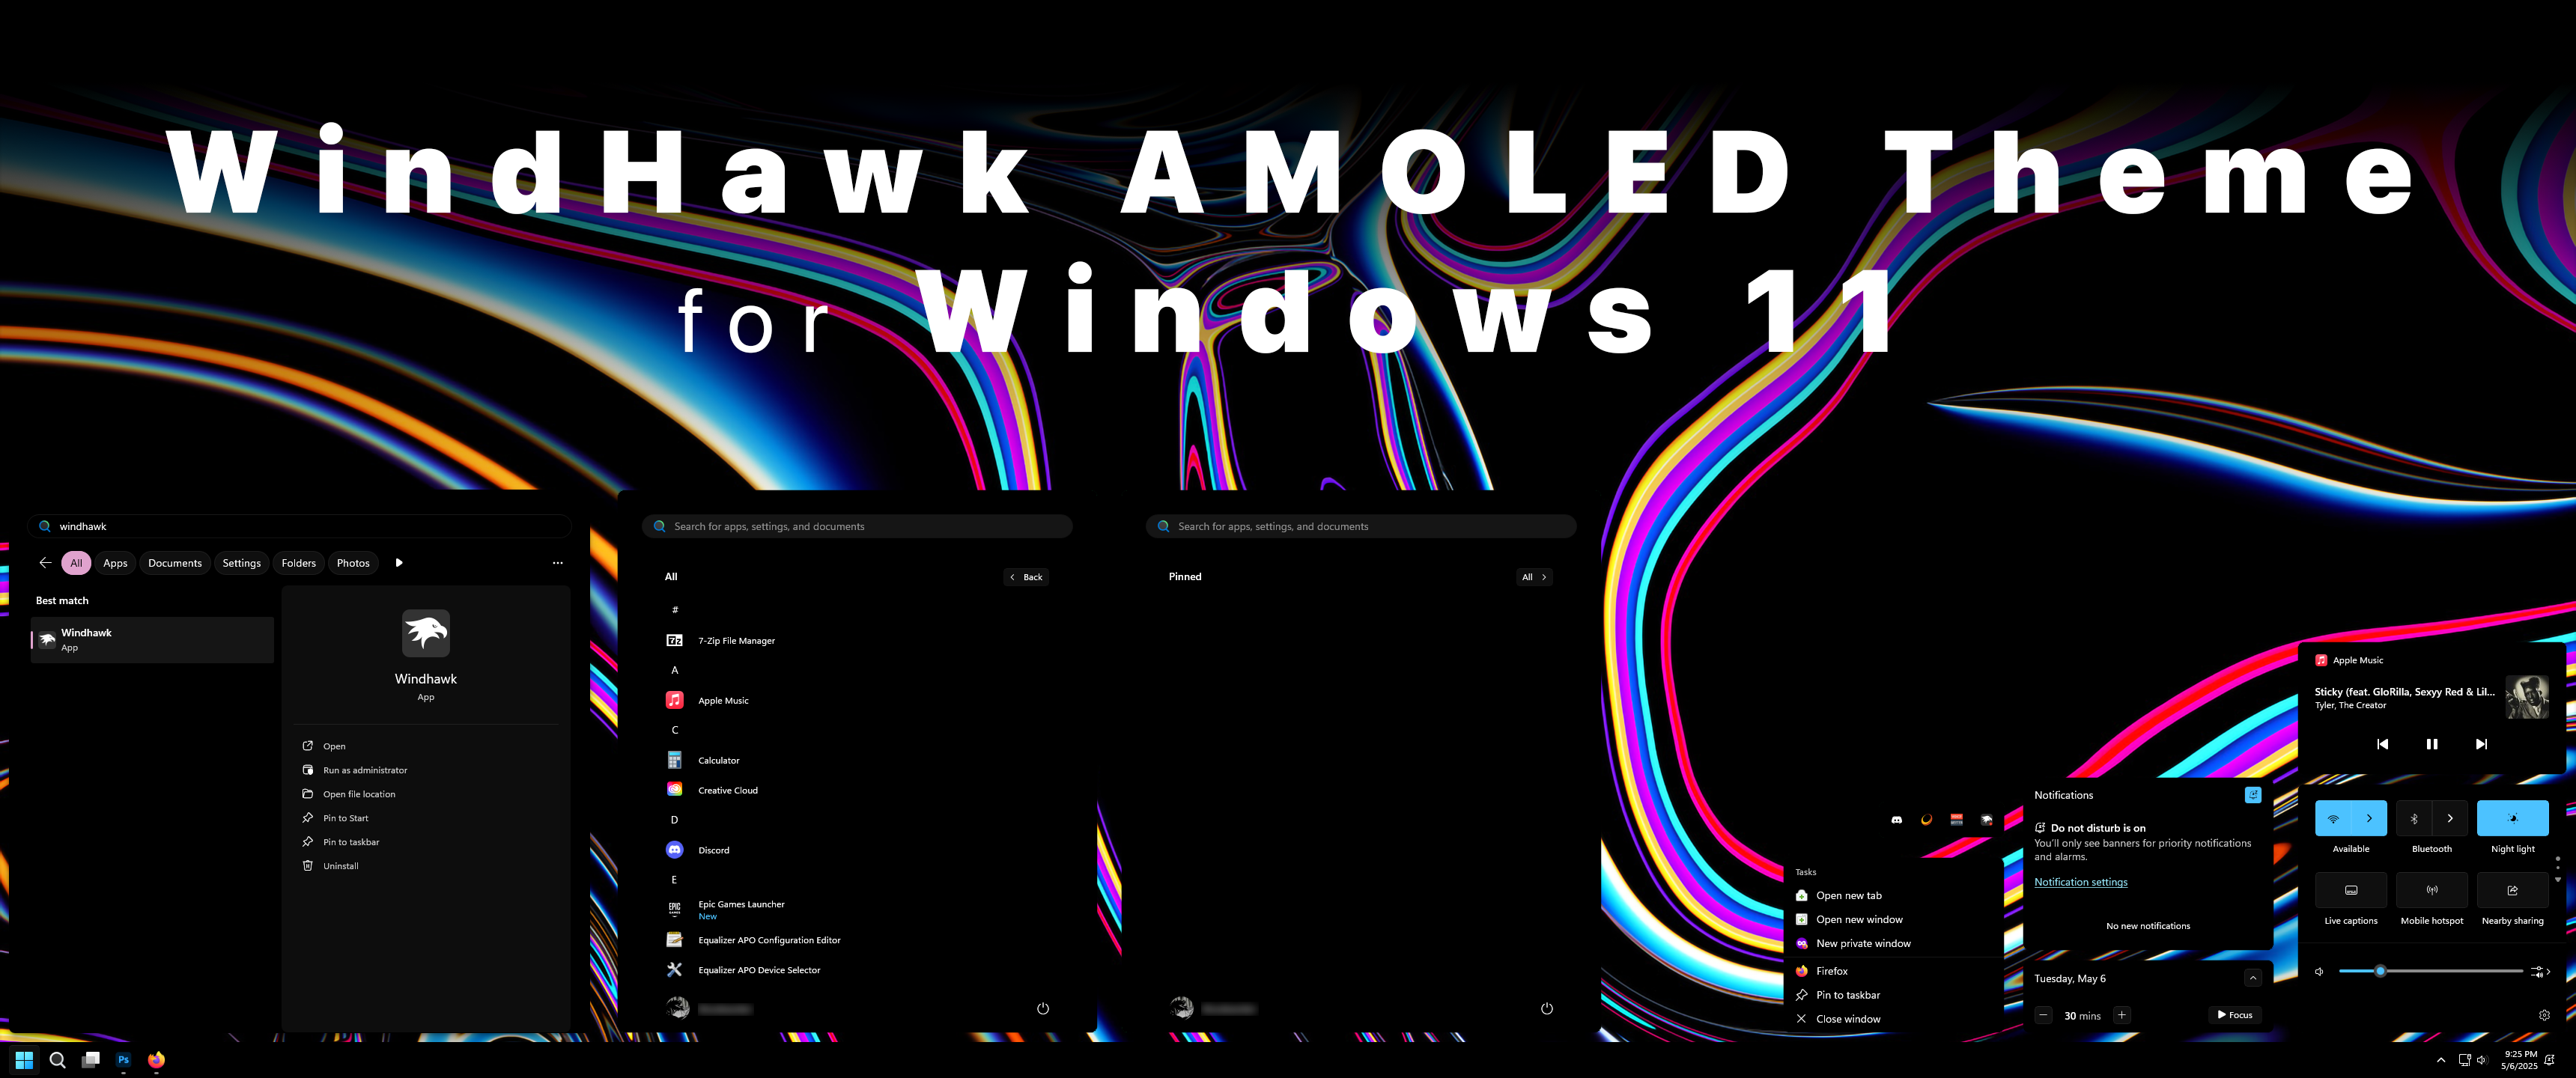 WindHawk AMOLED Theme
for Windows 11
windhawk
All
Apps
Documents
Settings
Folders
Photos
Best match
Windhawk
App
Windhawk
App
Open
Run as administrator
Open file location
Pin to Start
Pin to taskbar
Uninstall
Search for apps, settings, and documents
All
Back
#
7-Zip File Manager
A
Apple Music
C
Calculator
Creative Cloud
D
Discord
E
Epic Games Launcher
New
Equalizer APO Configuration Editor
Equalizer APO Device Selector
Search for apps, settings, and documents
Pinned
All
Tasks
Open new tab
Open new window
New private window
Firefox
Pin to taskbar
Close window
Notifications
Do not disturb is on
You'll only see banners for priority notifications
and alarms.
Notification settings
No new notifications
Tuesday, May 6
30 mins
Focus
Apple Music
Sticky (feat. GloRilla, Sexyy Red & Lil...
Tyler, The Creator
Available
Bluetooth
Night light
Live captions
Mobile hotspot
Nearby sharing
Ps
9:25 PM
5/6/2025